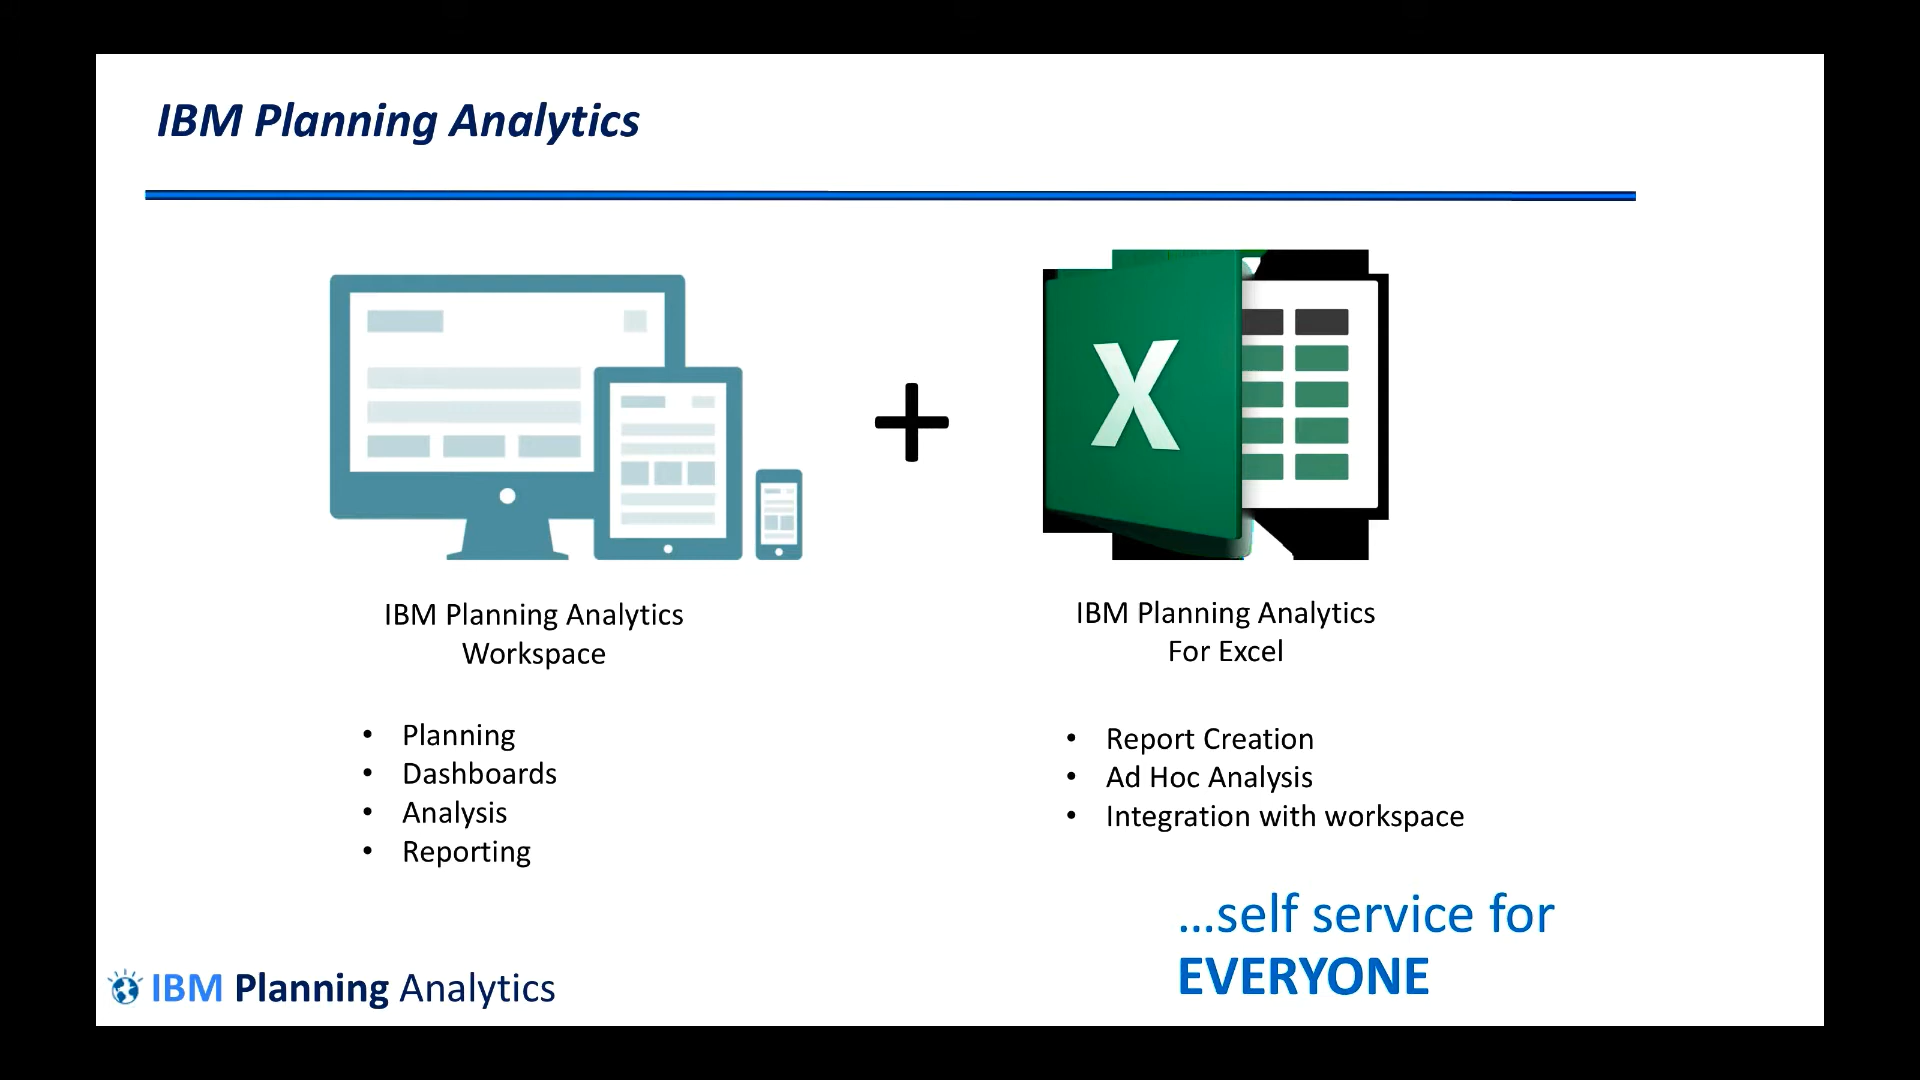 IBM Planning Analytics
X
IBM Planning Analytics
Workspace
• Planning
• Dashboards
• Analysis
• Reporting
IBM Planning Analytics
For Excel
• Report Creation
• Ad Hoc Analysis
• Integration with workspace
...self service for
EVERYONE
IBM Planning Analytics